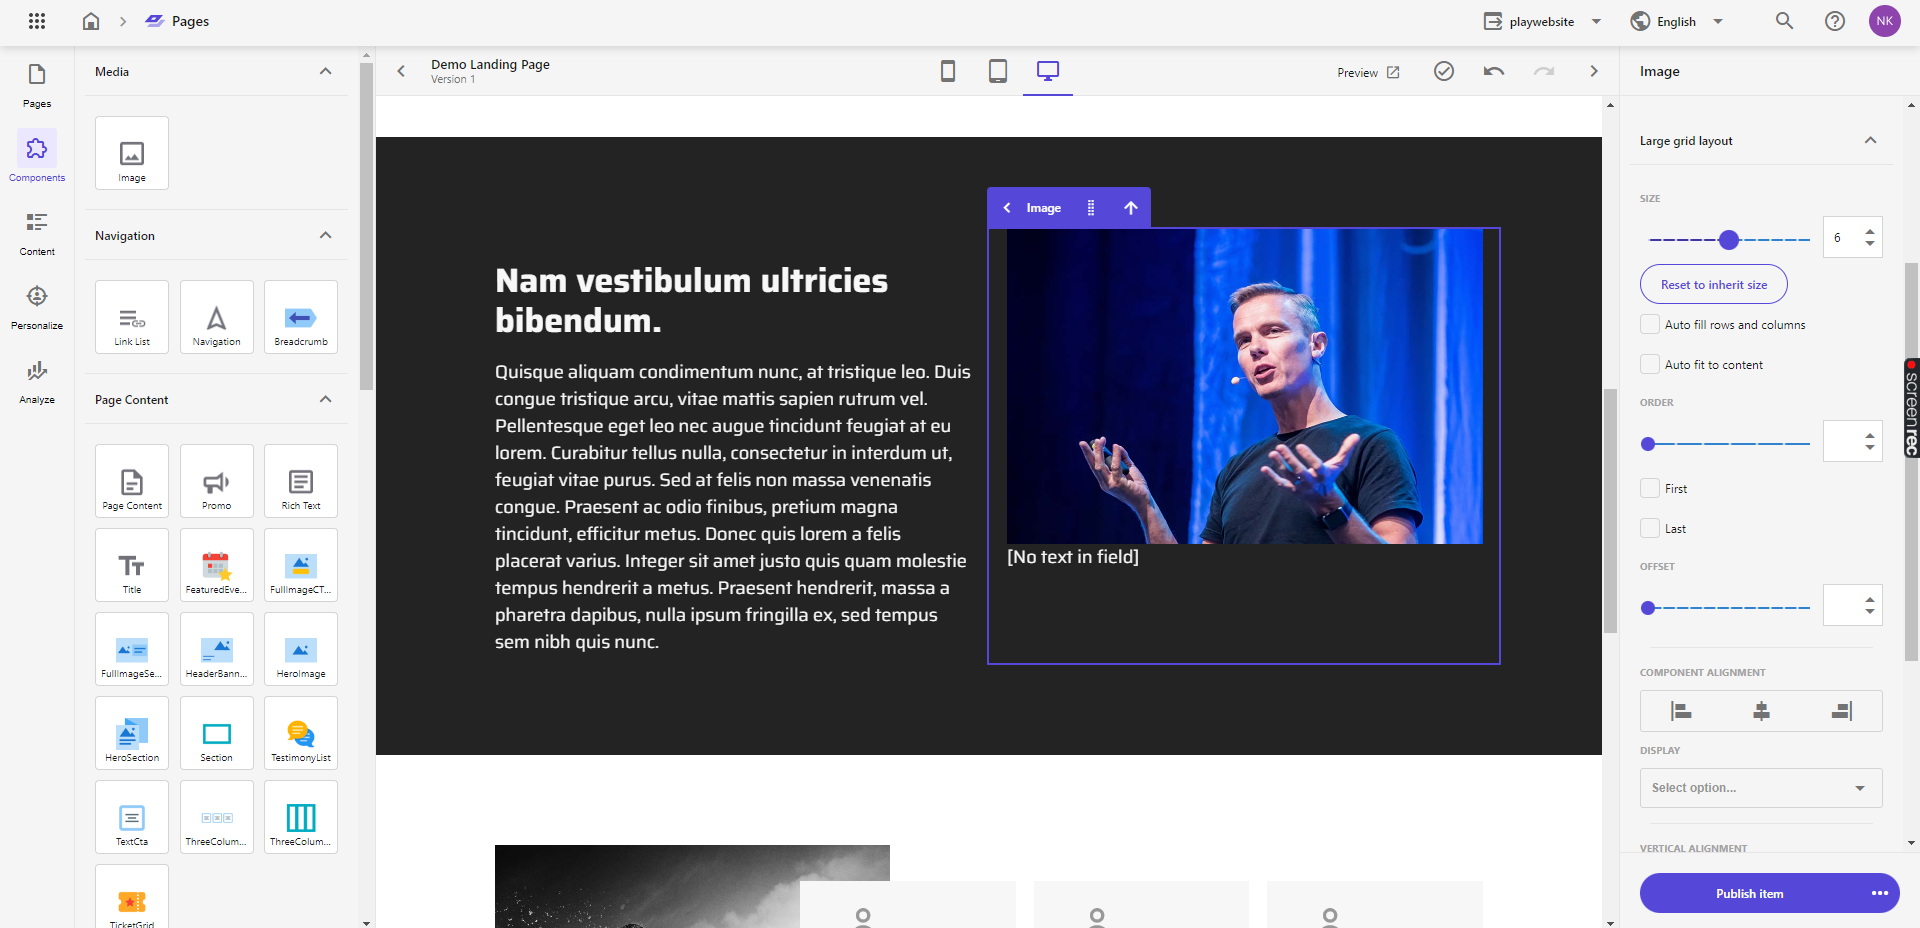 Pages
playwebsite
English
NK
Pages
Components
Content
Personalize
Analyze
Media
Image
Navigation
Link List
Navigation
Breadcrumb
Page Content
Page Content
Promo
Rich Text
Title
FeaturedEve...
FullImageCT...
FullImageSe...
HeaderBann...
HeroImage
HeroSection
Section
TestimonyList
TextCta
ThreeColum...
ThreeColum...
TicketGrid
Demo Landing Page
Version 1
Preview
Nam vestibulum ultricies
bibendum.
Quisque aliquam condimentum nunc, at tristique leo. Duis
congue tristique arcu, vitae mattis sapien rutrum vel.
Pellentesque eget leo nec augue tincidunt feugiat at eu
lorem. Curabitur tellus nulla, consectetur in interdum ut,
feugiat vitae purus. Sed at felis non massa venenatis
congue. Praesent ac odio finibus, pretium magna
tincidunt, efficitur metus. Donec quis lorem a felis
placerat varius. Integer sit amet justo quis quam molestie
tempus hendrerit a metus. Praesent hendrerit, massa a
pharetra dapibus, nulla ipsum fringilla ex, sed tempus
sem nibh quis nunc.
Image
[No text in field]
Image
Large grid layout
SIZE
6
Reset to inherit size
Auto fill rows and columns
Auto fit to content
ORDER
First
Last
OFFSET
COMPONENT ALIGNMENT
DISPLAY
Select option...
VERTICAL ALIGNMENT
Publish item
screenrec